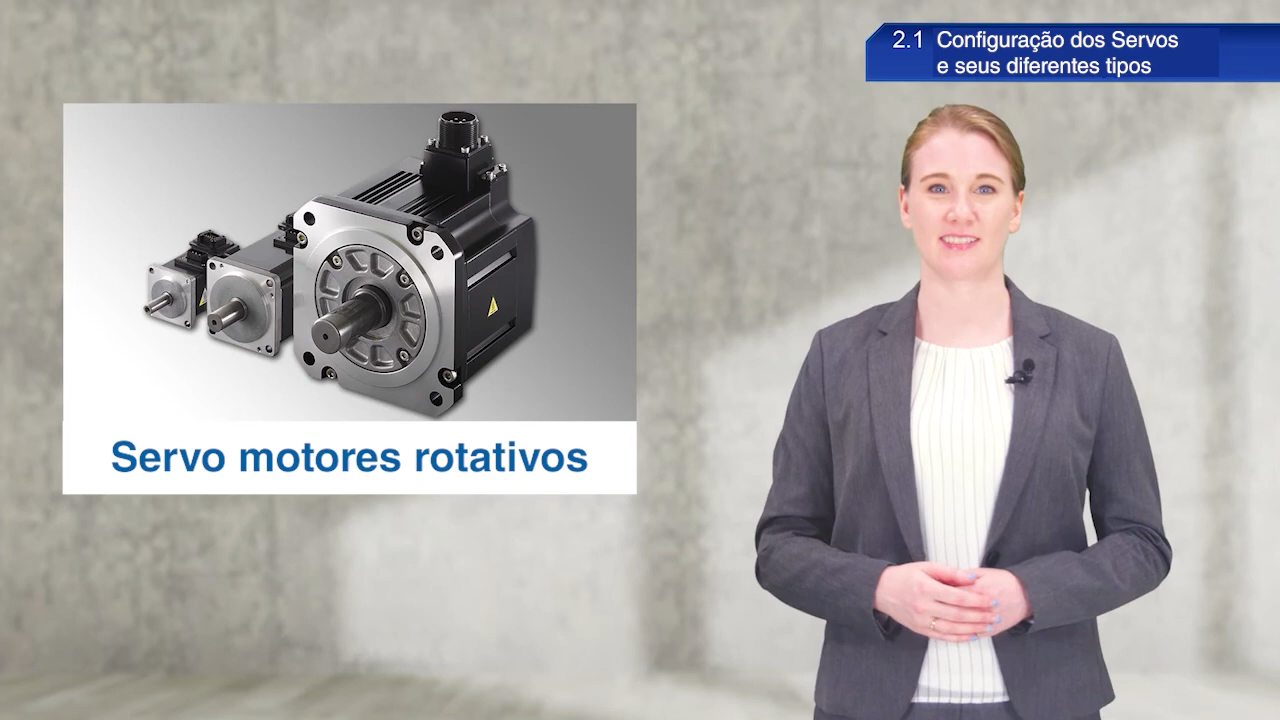 2.1 Configuração dos Servos
e seus diferentes tipos
Servo motores rotativos